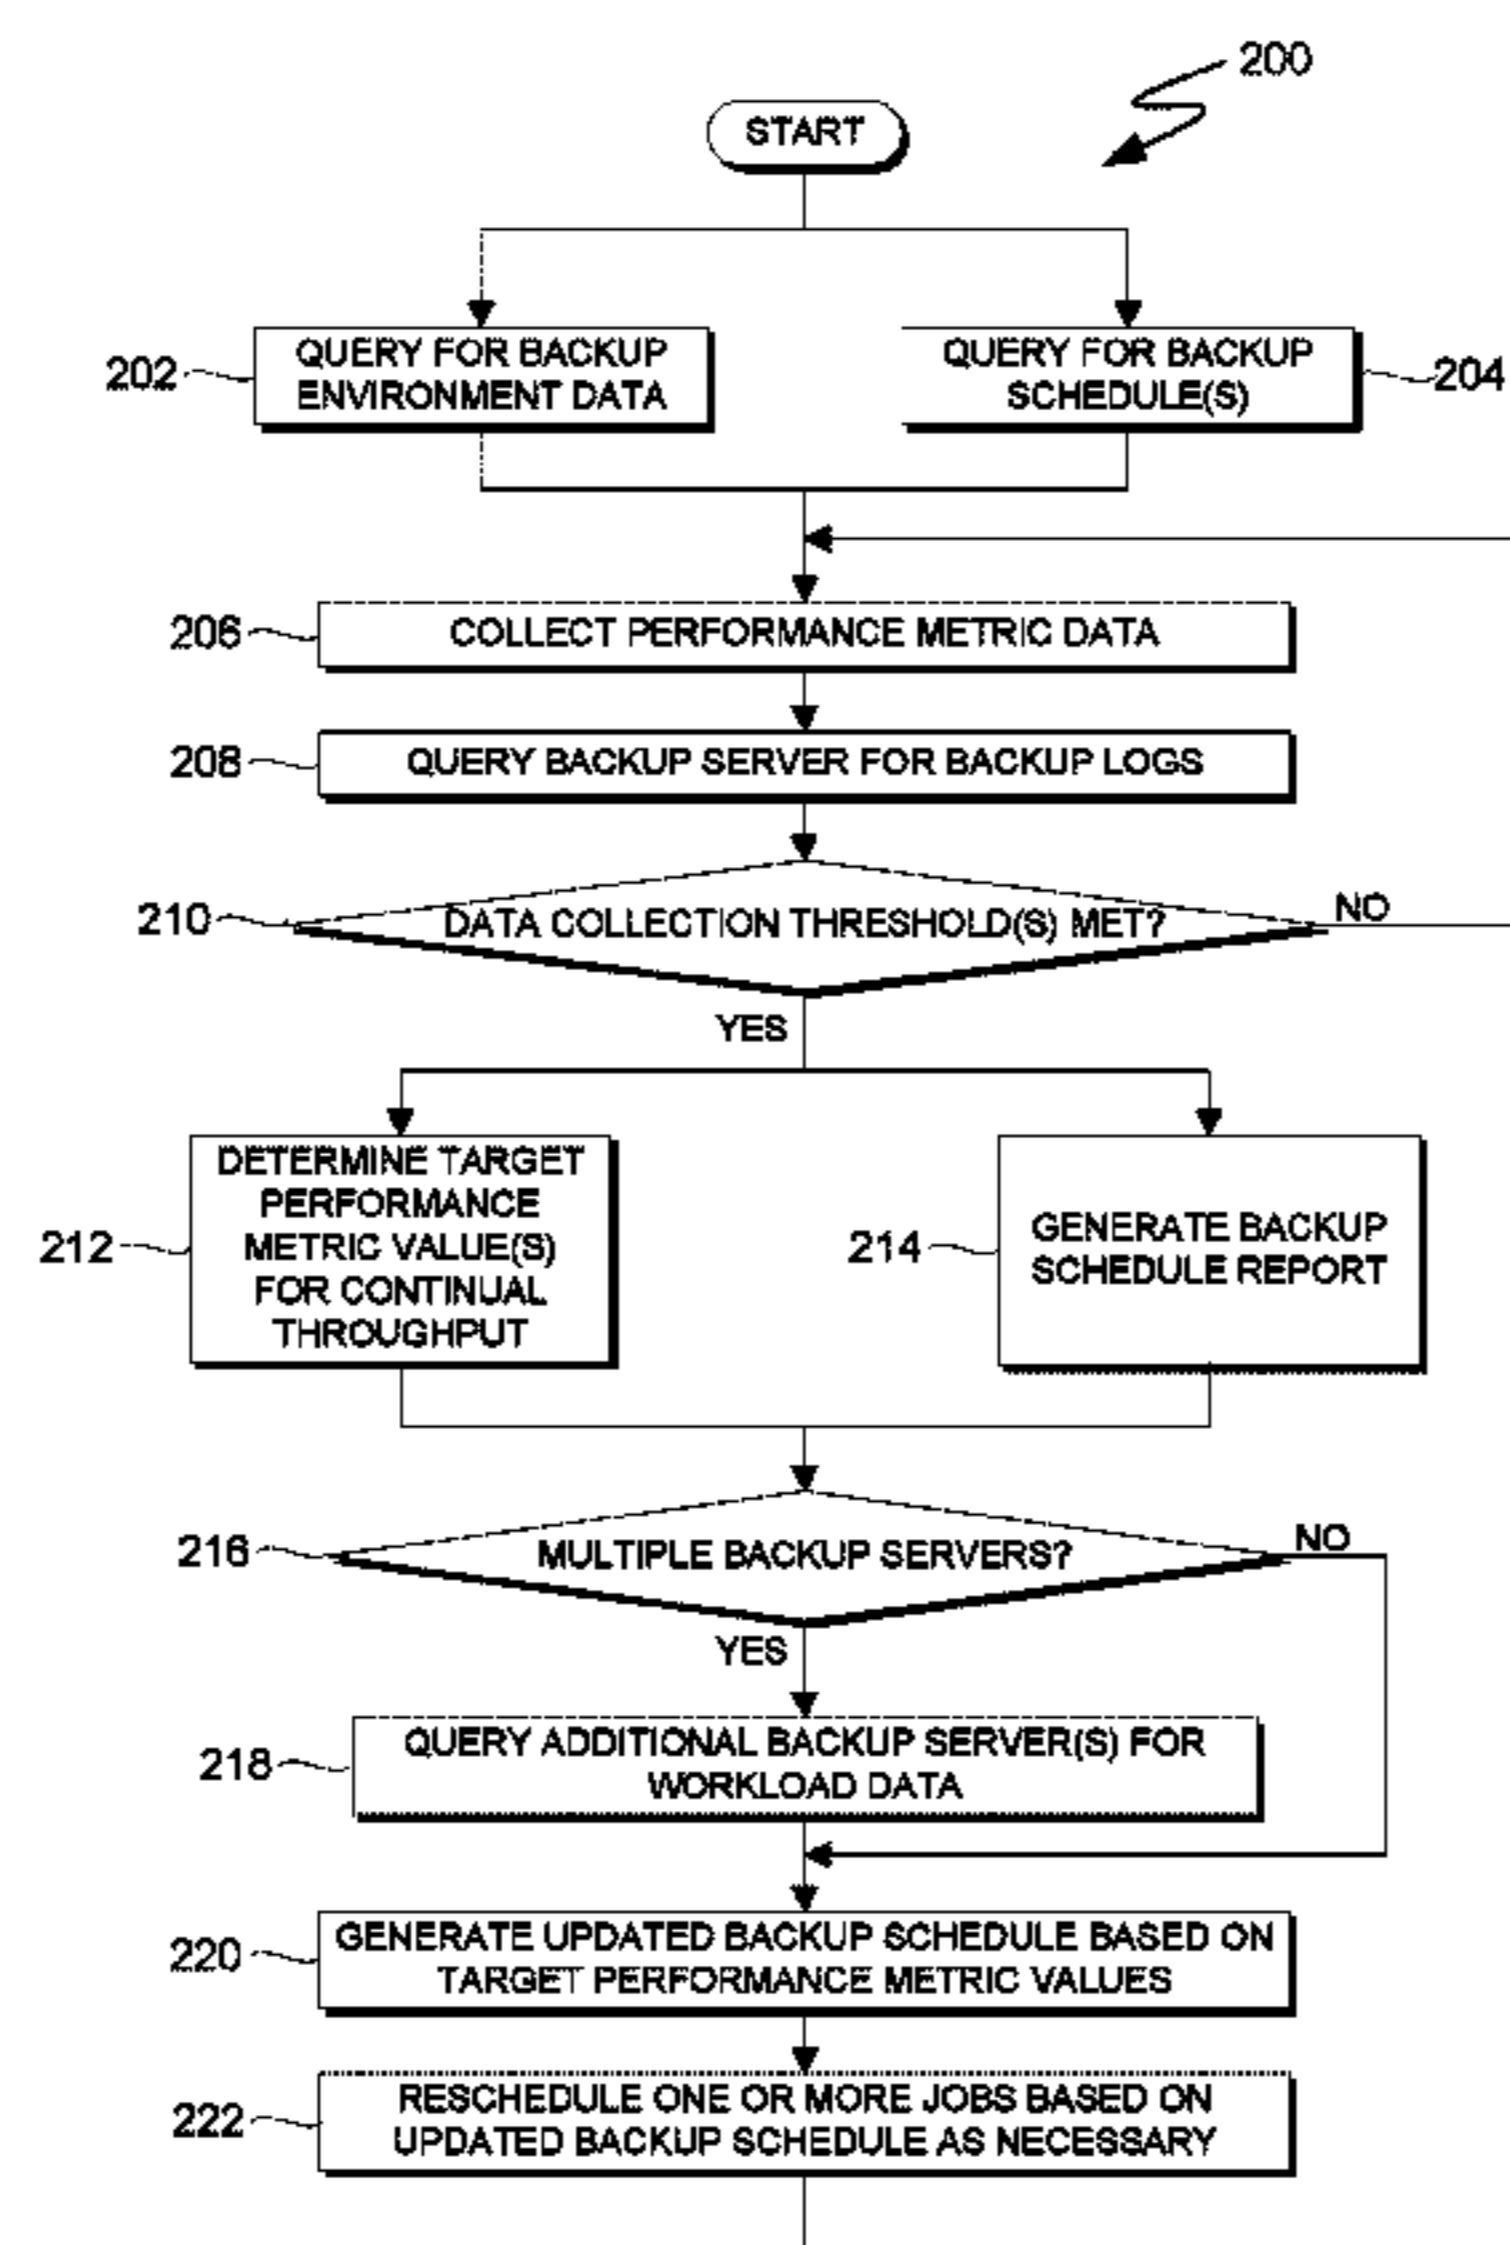 200
START
202
QUERY FOR BACKUP
ENVIRONMENT DATA
QUERY FOR BACKUP
SCHEDULE(S)
204
206
COLLECT PERFORMANCE METRIC DATA
208
QUERY BACKUP SERVER FOR BACKUP LOGS
210
DATA COLLECTION THRESHOLD(S) MET?
NO
YES
212
DETERMINE TARGET
PERFORMANCE
METRIC VALUE(S)
FOR CONTINUAL
THROUGHPUT
214
GENERATE BACKUP
SCHEDULE REPORT
216
MULTIPLE BACKUP SERVERS?
NO
YES
218
QUERY ADDITIONAL BACKUP SERVER(S) FOR
WORKLOAD DATA
220
GENERATE UPDATED BACKUP SCHEDULE BASED ON
TARGET PERFORMANCE METRIC VALUES
222
RESCHEDULE ONE OR MORE JOBS BASED ON
UPDATED BACKUP SCHEDULE AS NECESSARY